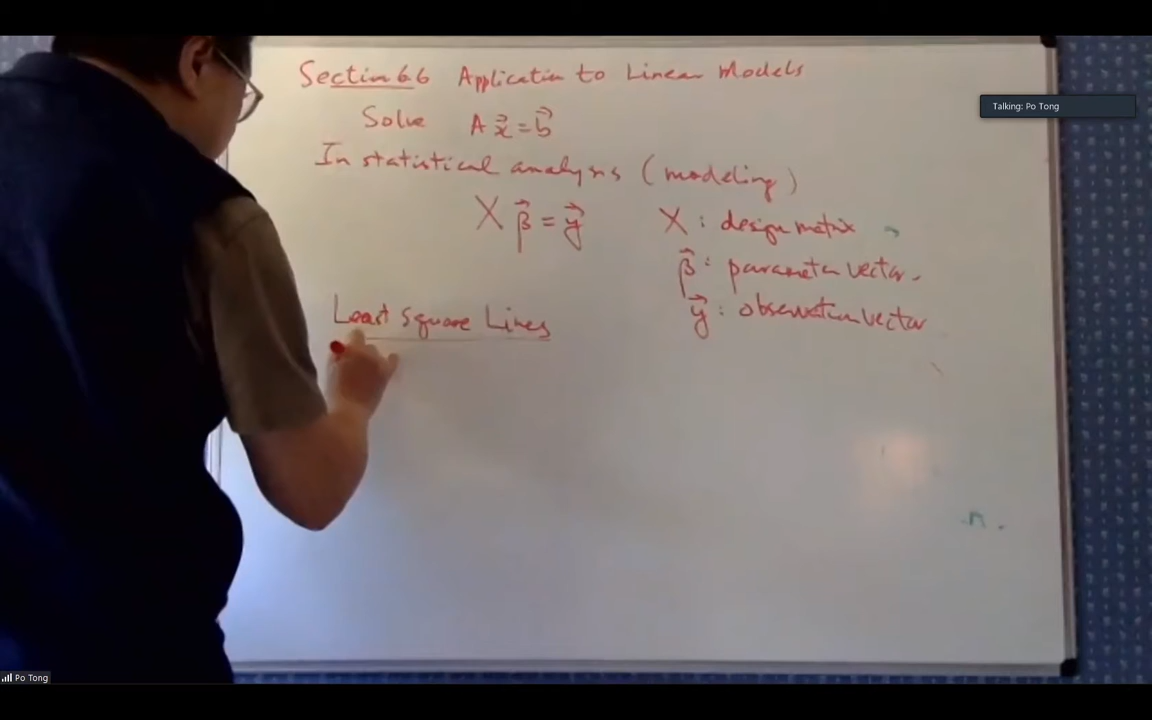 Section 6.6 Application to Linear Models
Solve A x⃗ = b⃗
In statistical analysis (modeling)
X β⃗ = y⃗
X : design matrix
β⃗ : parameter vector.
y⃗ : observation vector
Least Square Lines
n.
Talking: Po Tong
Po Tong